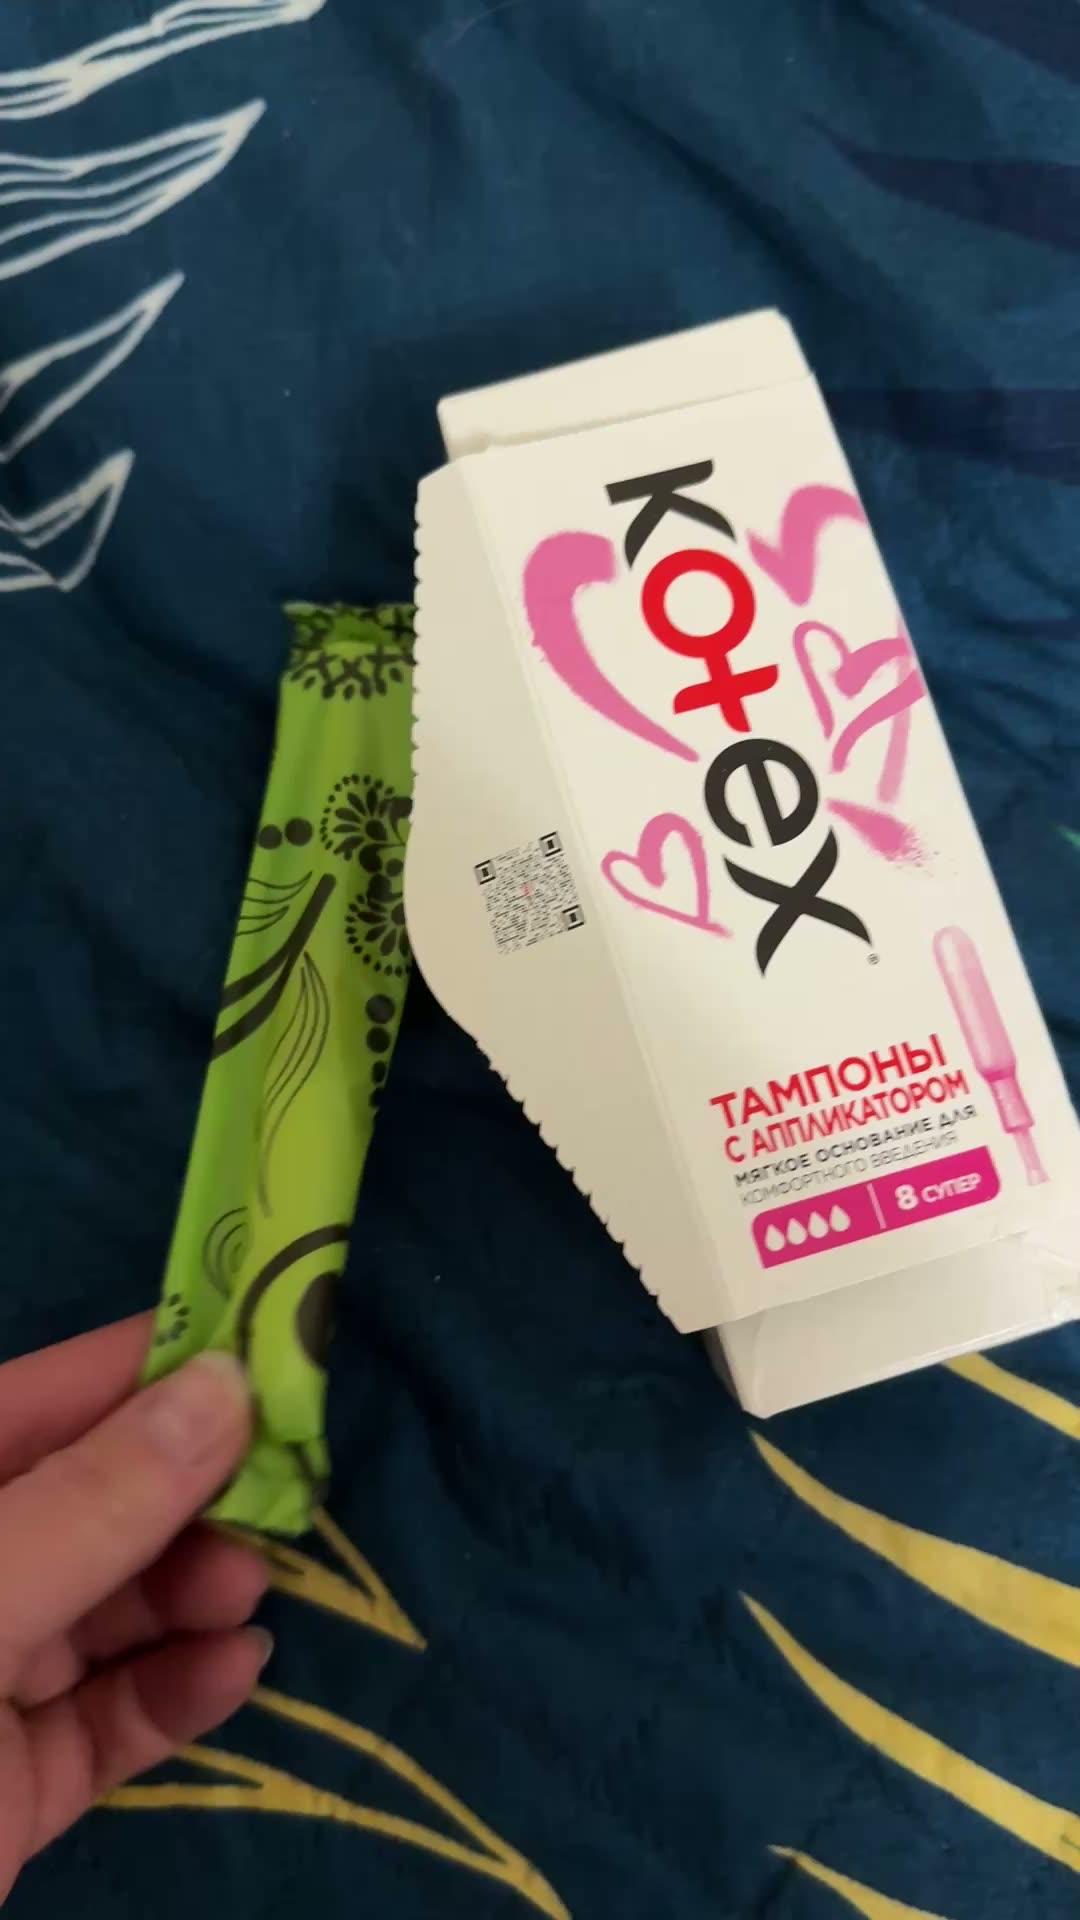 kotex
®
ТАМПОНЫ
С АППЛИКАТОРОМ
МЯГКОЕ ОСНОВАНИЕ ДЛЯ
КОМФОРТНОГО ВВЕДЕНИЯ
8 СУПЕР